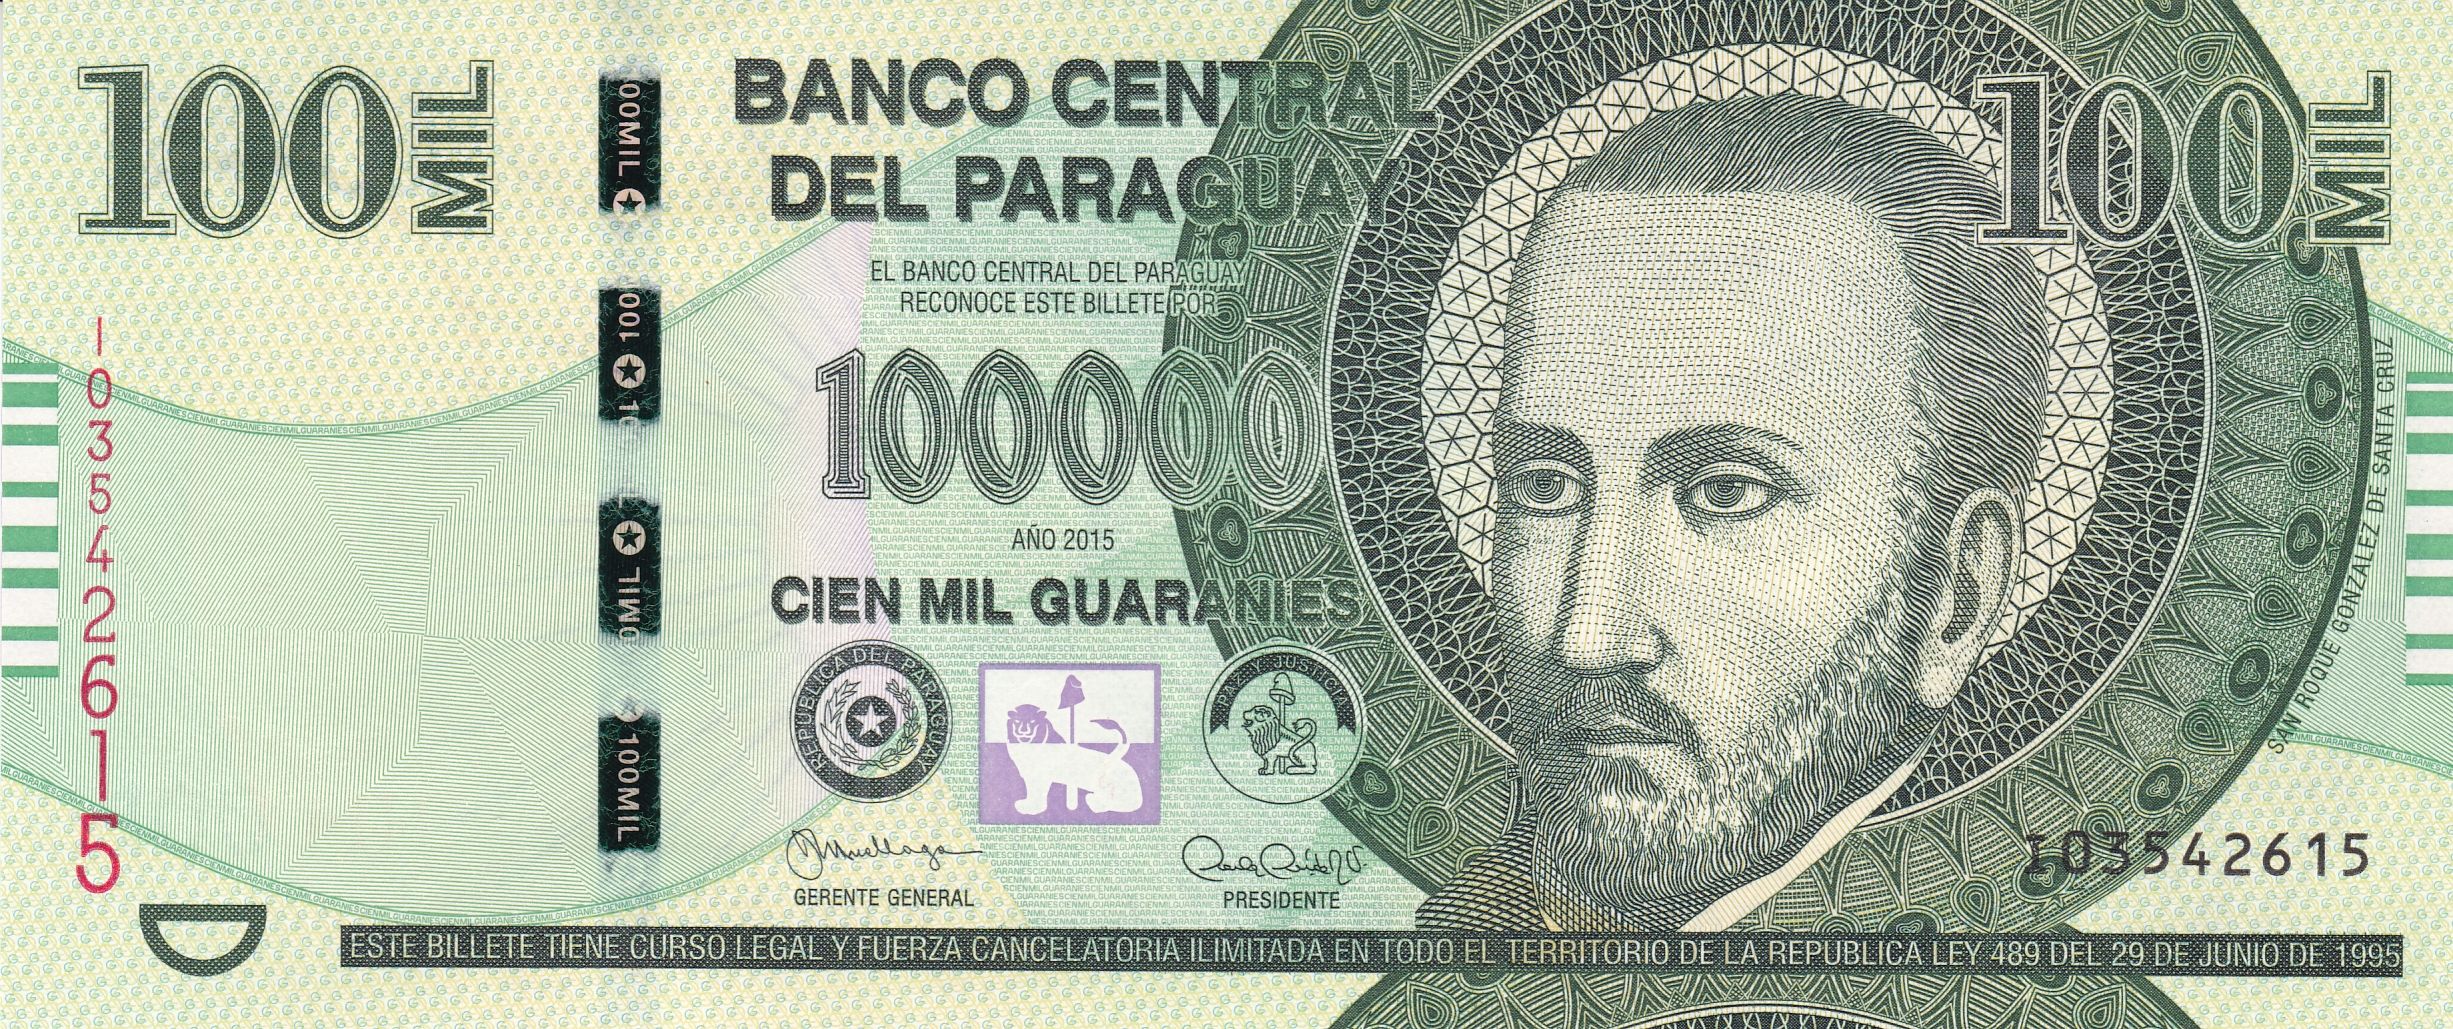 100 MIL
BANCO CENTRAL
DEL PARAGUAY
100 MIL
EL BANCO CENTRAL DEL PARAGUAY
RECONOCE ESTE BILLETE POR
100000
AÑO 2015
CIEN MIL GUARANIES
I03542615
00MIL
100
10
0MIL
100MIL
REPUBLICA DEL PARAGUAY
PAZ Y JUSTICIA
GERENTE GENERAL
PRESIDENTE
SAN ROQUE GONZALEZ DE SANTA CRUZ
I03542615
ESTE BILLETE TIENE CURSO LEGAL Y FUERZA CANCELATORIA ILIMITADA EN TODO EL TERRITORIO DE LA REPUBLICA LEY 489 DEL 29 DE JUNIO DE 1995